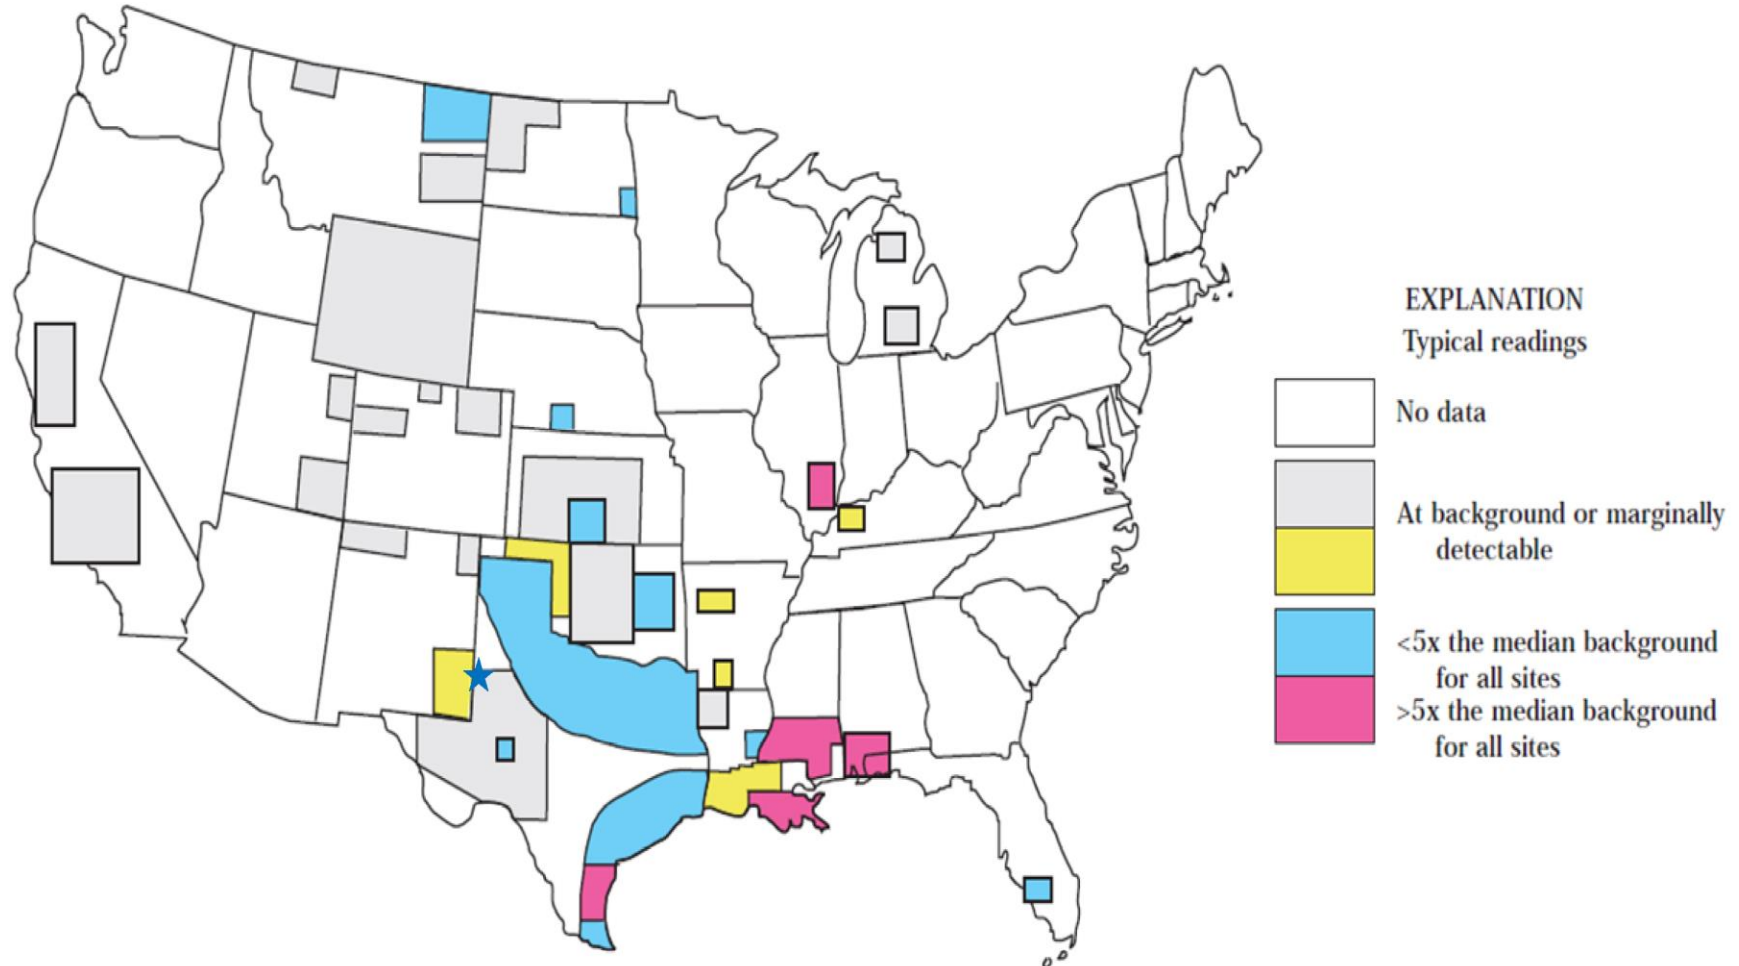 EXPLANATION
Typical readings
No data
At background or marginally
detectable
<5x the median background
for all sites
>5x the median background
for all sites